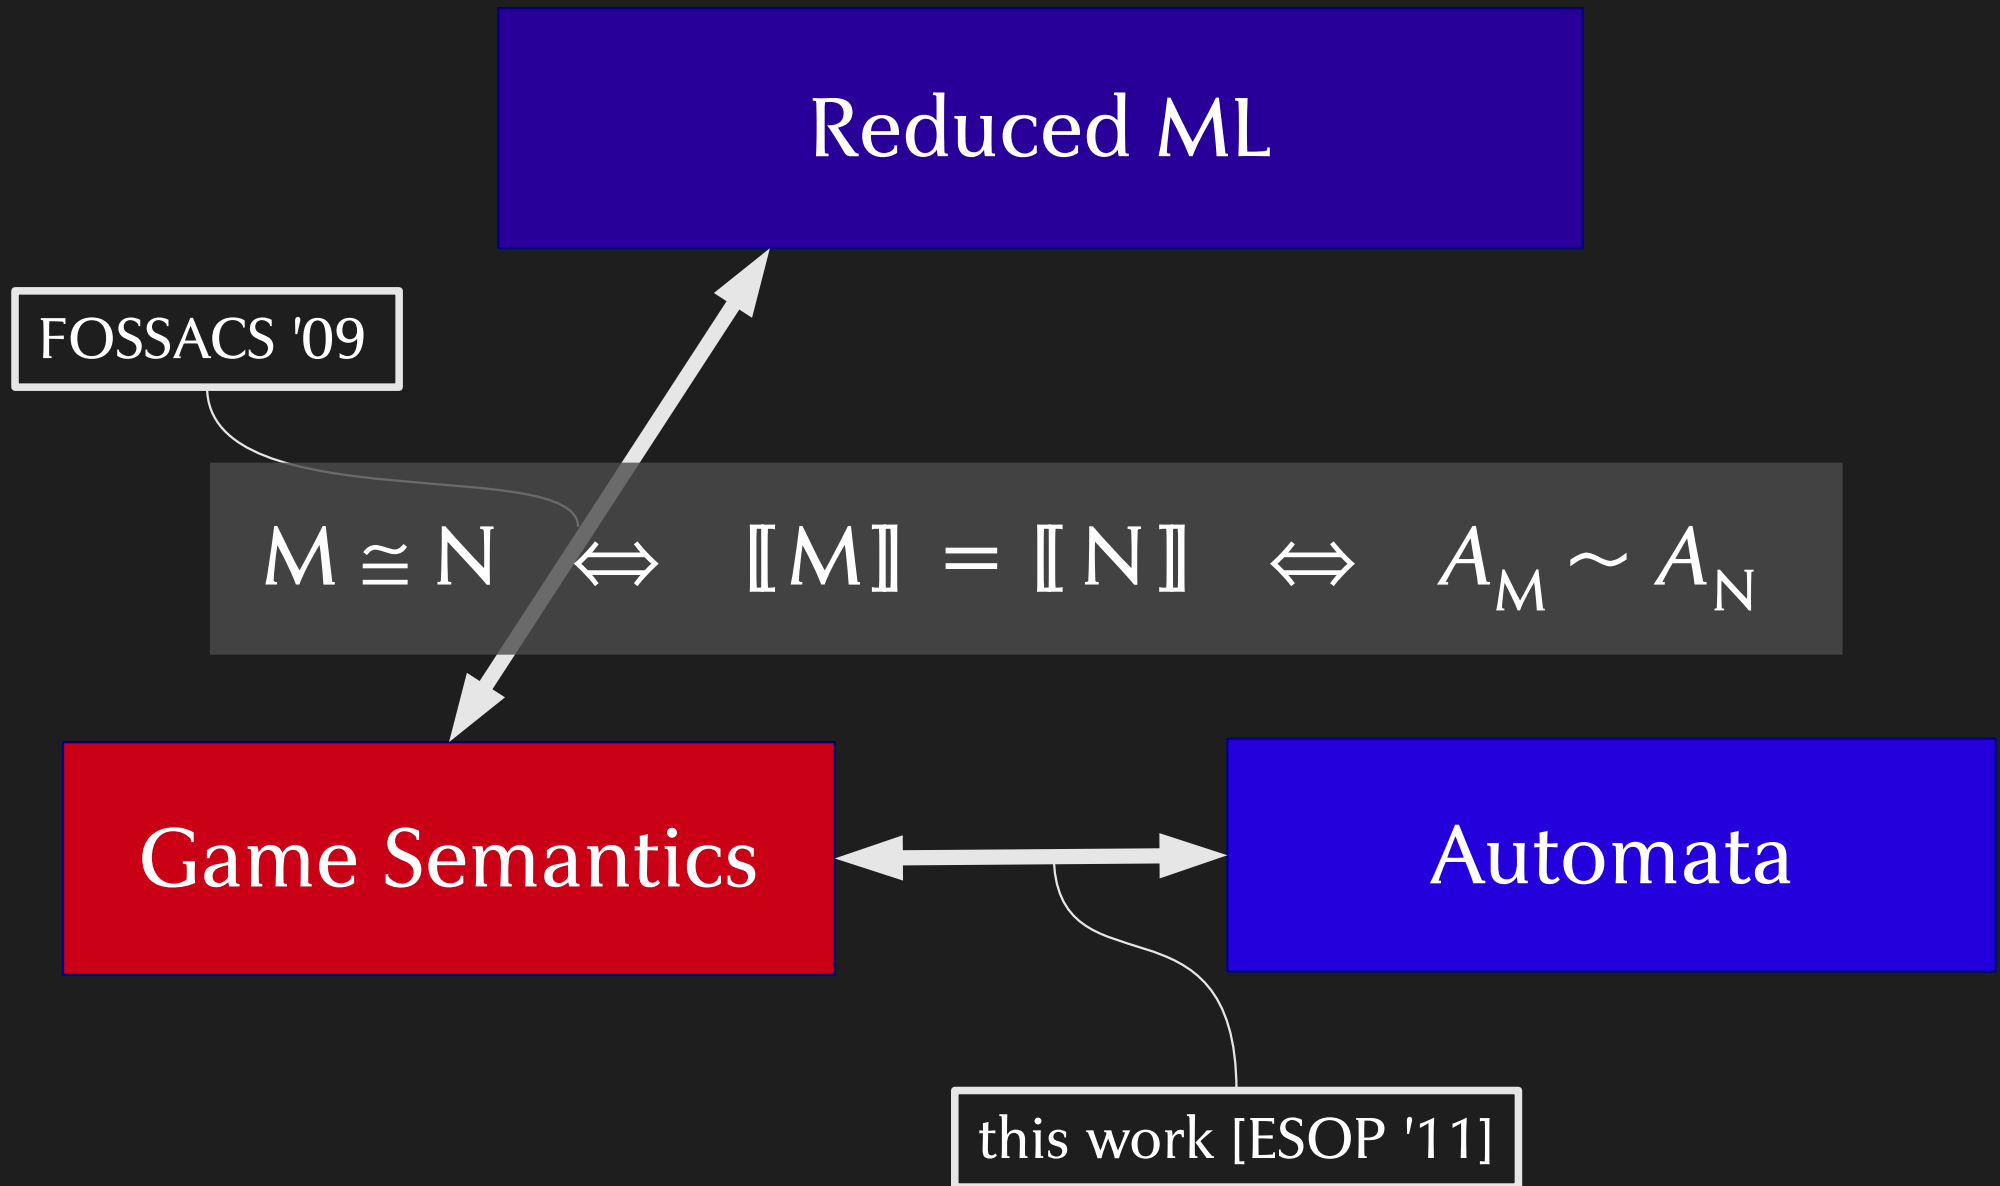 Reduced ML
FOSSACS '09
M ≅ N ⇔ ⟦M⟧ = ⟦N⟧ ⇔ A_M ~ A_N
Game Semantics
Automata
this work [ESOP '11]